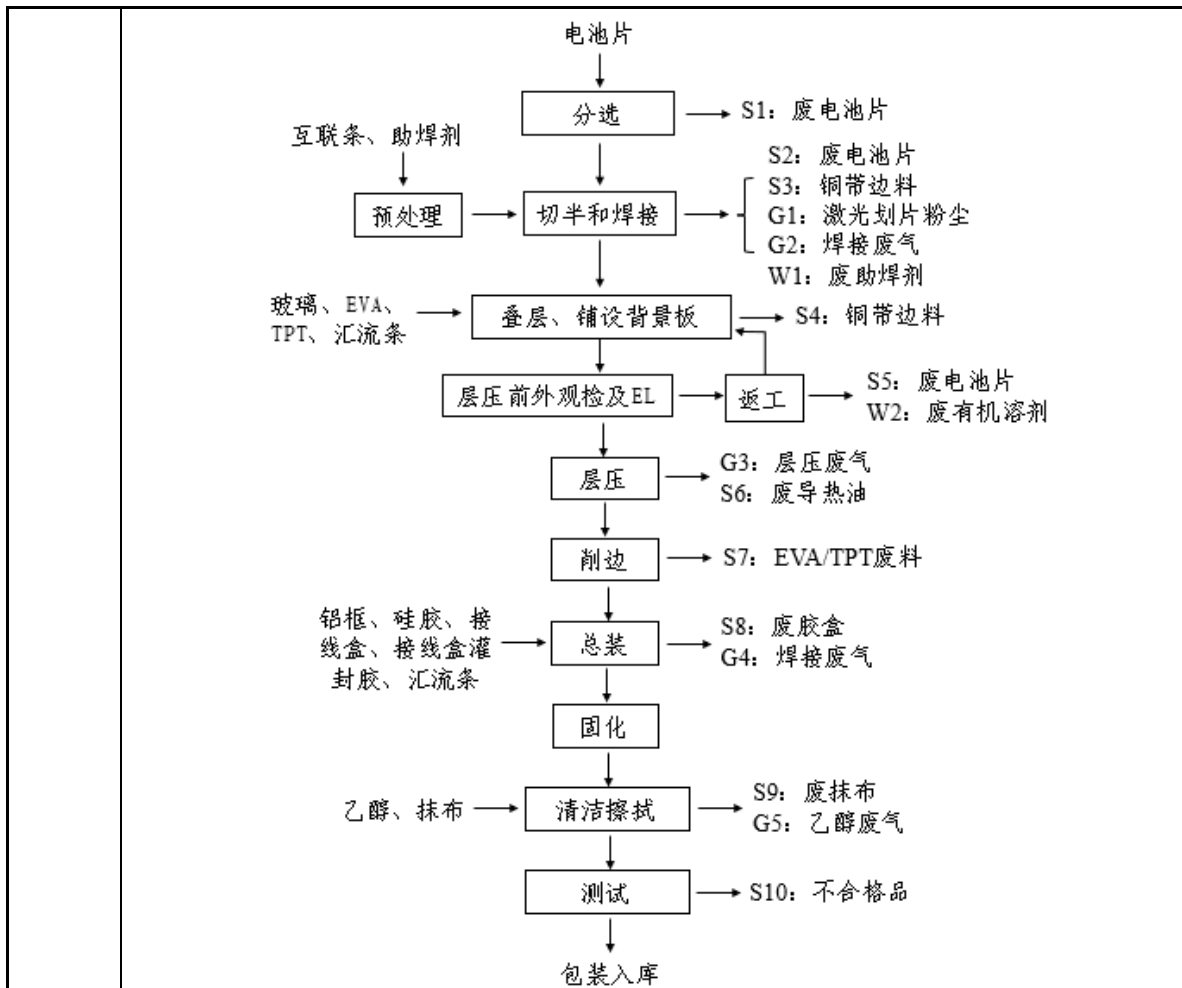 电池片
分选
S1：废电池片
互联条、助焊剂
预处理
切半和焊接
S2：废电池片
S3：铜带边料
G1：激光划片粉尘
G2：焊接废气
W1：废助焊剂
玻璃、EVA、
TPT、汇流条
叠层、铺设背景板
S4：铜带边料
层压前外观检及EL
返工
S5：废电池片
W2：废有机溶剂
层压
G3：层压废气
S6：废导热油
削边
S7：EVA/TPT废料
铝框、硅胶、接
线盒、接线盒灌
封胶、汇流条
总装
S8：废胶盒
G4：焊接废气
固化
乙醇、抹布
清洁擦拭
S9：废抹布
G5：乙醇废气
测试
S10：不合格品
包装入库